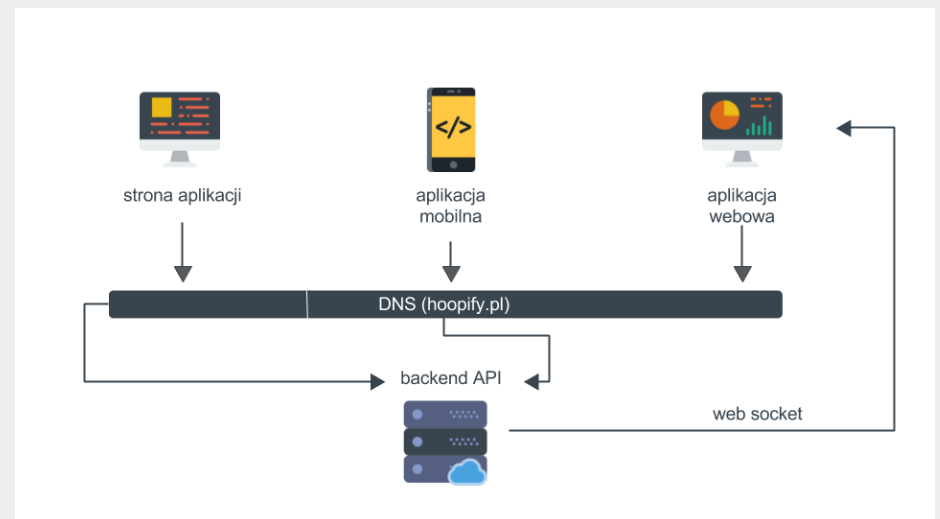 </>
strona aplikacji
aplikacja
mobilna
aplikacja
webowa
DNS (hoopify.pl)
backend API
web socket